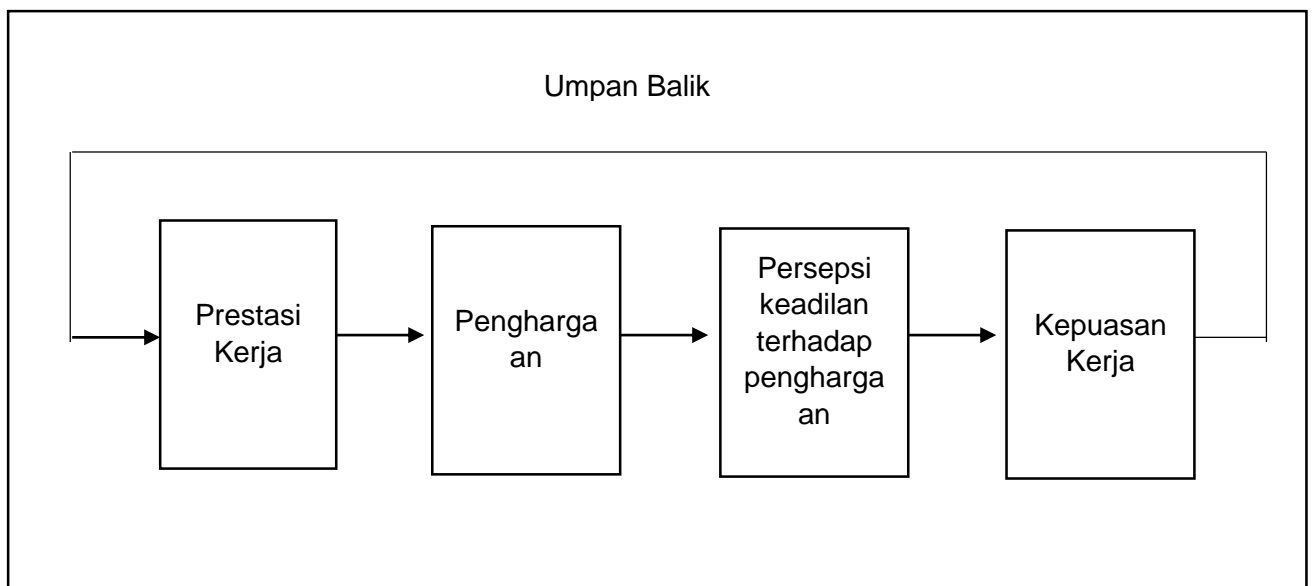 Umpan Balik
Prestasi
Kerja
Pengharga
an
Persepsi
keadilan
terhadap
pengharga
an
Kepuasan
Kerja